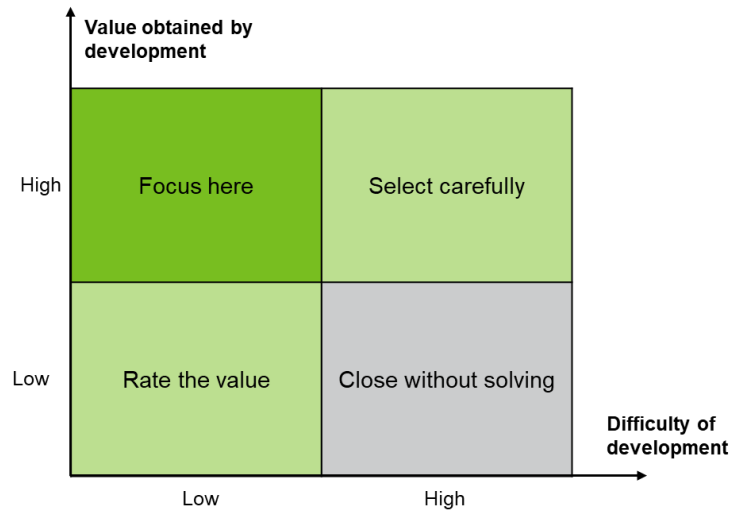 Value obtained by
development
High
Focus here
Select carefully
Low
Rate the value
Close without solving
Difficulty of
development
Low
High